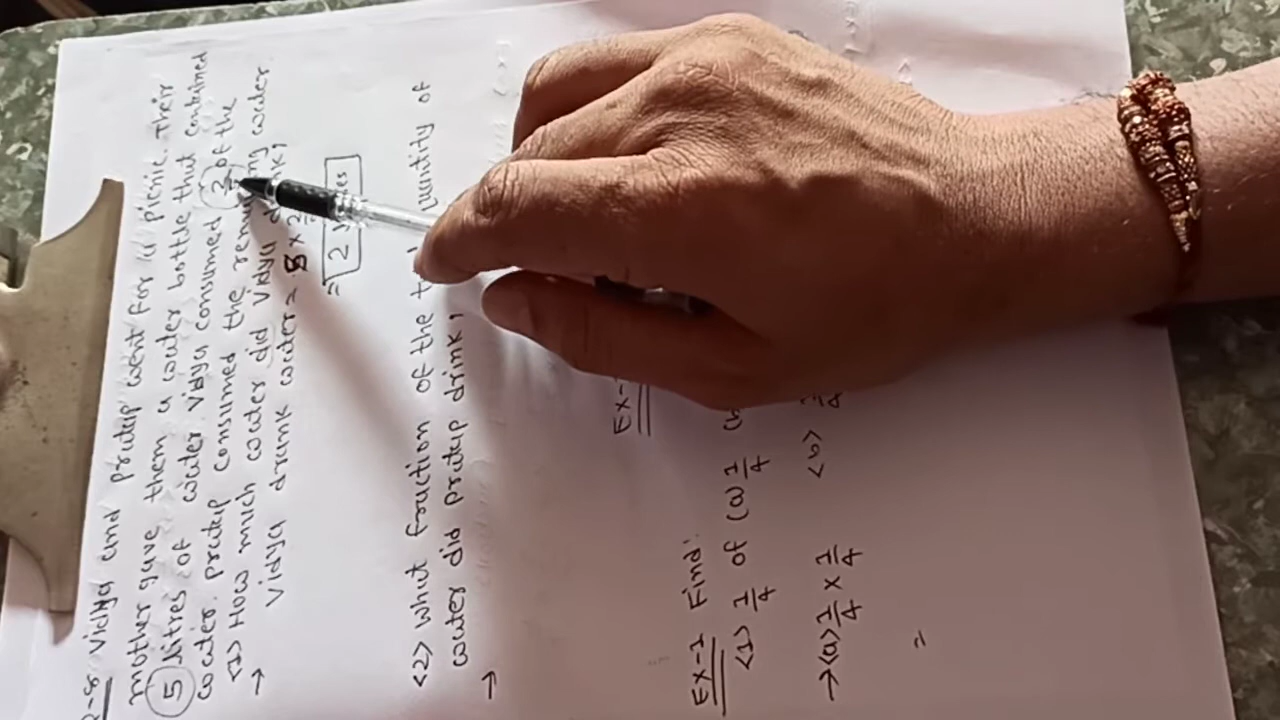 Q-8 Vidya and pratap went for a picnic. Their
mother gave them a water bottle that contained
5 litres of water. Vidya consumed 2 of the
water. pratap consumed the water
<1> How much water did Vidya
→ Vidya drank water = 5 × 2
= 2
<2> What fraction of the quantity of
water did pratap drink,
→
EX-
EX-1 Find:
<1> 1/4 of (a) 1/4
→ <a> 1/4 × 1/4 <b>
=